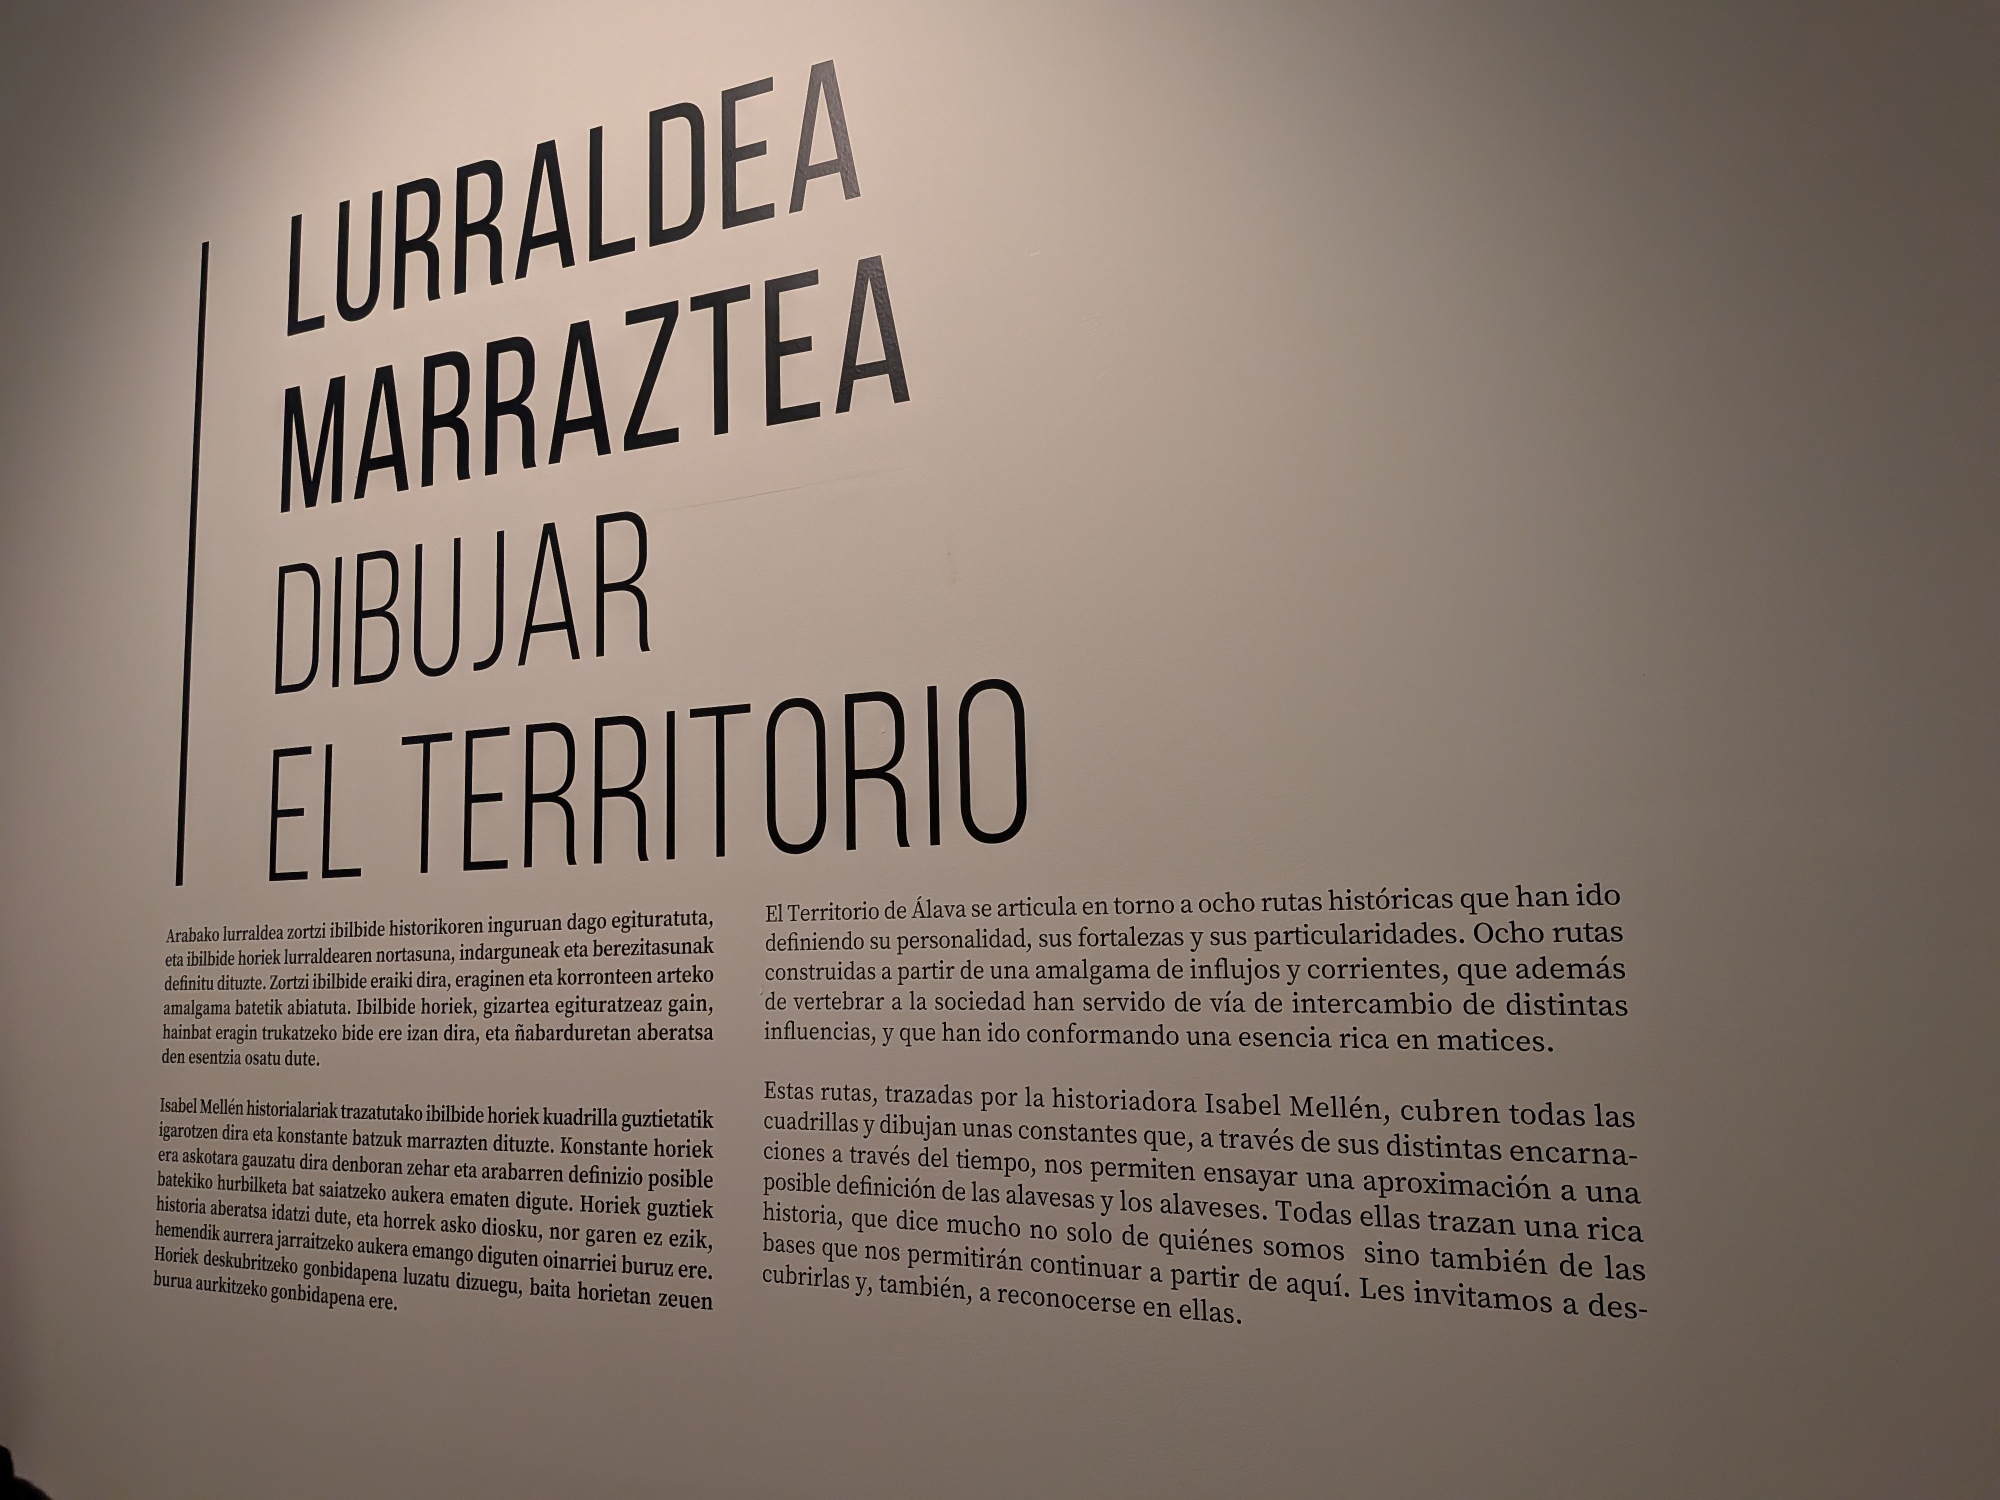 LURRALDEA
MARRAZTEA
DIBUJAR
EL TERRITORIO
Arabako lurraldea zortzi ibilbide historikoren inguruan dago egituratuta,
eta ibilbide horiek lurraldearen nortasuna, indarguneak eta berezitasunak
definitu dituzte. Zortzi ibilbide eraiki dira, eraginen eta korronteen arteko
amalgama batetik abiatuta. Ibilbide horiek, gizartea egituratzeaz gain,
hainbat eragin trukatzeko bide ere izan dira, eta ñabarduretan aberatsa
den esentzia osatu dute.
Isabel Mellén historialariak trazatutako ibilbide horiek kuadrilla guztietatik
igarotzen dira eta konstante batzuk marrazten dituzte. Konstante horiek
era askotara gauzatu dira denboran zehar eta arabarren definizio posible
batekiko hurbilketa bat saiatzeko aukera ematen digute. Horiek guztiek
historia aberatsa idatzi dute, eta horrek asko diosku, nor garen ez ezik,
hemendik aurrera jarraitzeko aukera emango diguten oinarriei buruz ere.
Horiek deskubritzeko gonbidapena luzatu dizuegu, baita horietan zeuen
burua aurkitzeko gonbidapena ere.
El Territorio de Álava se articula en torno a ocho rutas históricas que han ido
definiendo su personalidad, sus fortalezas y sus particularidades. Ocho rutas
construidas a partir de una amalgama de influjos y corrientes, que además
de vertebrar a la sociedad han servido de vía de intercambio de distintas
influencias, y que han ido conformando una esencia rica en matices.
Estas rutas, trazadas por la historiadora Isabel Mellén, cubren todas las
cuadrillas y dibujan unas constantes que, a través de sus distintas encarna-
ciones a través del tiempo, nos permiten ensayar una aproximación a una
posible definición de las alavesas y los alaveses. Todas ellas trazan una rica
historia, que dice mucho no solo de quiénes somos sino también de las
bases que nos permitirán continuar a partir de aquí. Les invitamos a des-
cubrirlas y, también, a reconocerse en ellas.